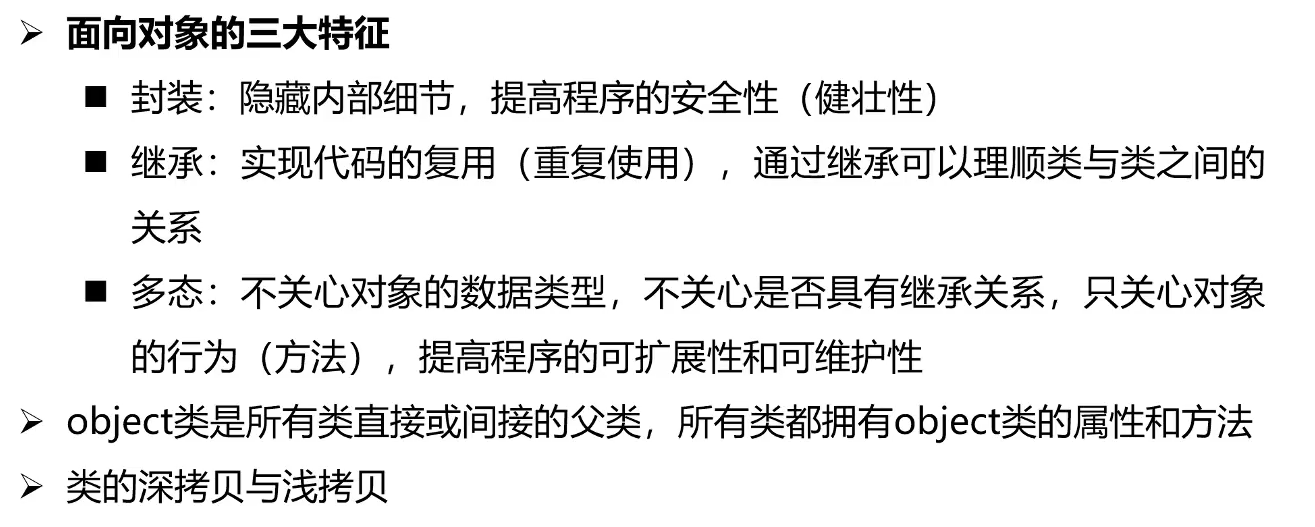 面向对象的三大特征
封装：隐藏内部细节，提高程序的安全性（健壮性）
继承：实现代码的复用（重复使用），通过继承可以理顺类与类之间的
关系
多态：不关心对象的数据类型，不关心是否具有继承关系，只关心对象
的行为（方法），提高程序的可扩展性和可维护性
object类是所有类直接或间接的父类，所有类都拥有object类的属性和方法
类的深拷贝与浅拷贝